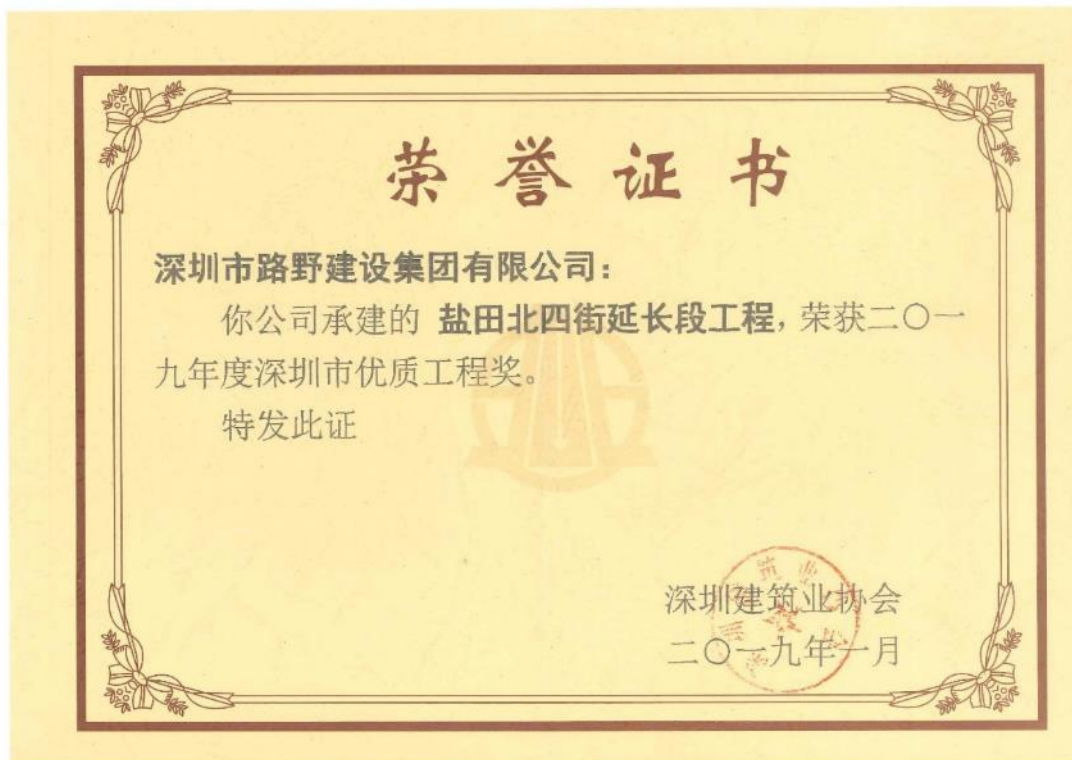 荣誉证书
深圳市路野建设集团有限公司：
你公司承建的 盐田北四街延长段工程，荣获二〇一
九年度深圳市优质工程奖。
特发此证
深圳建筑业协会
二〇一九年一月